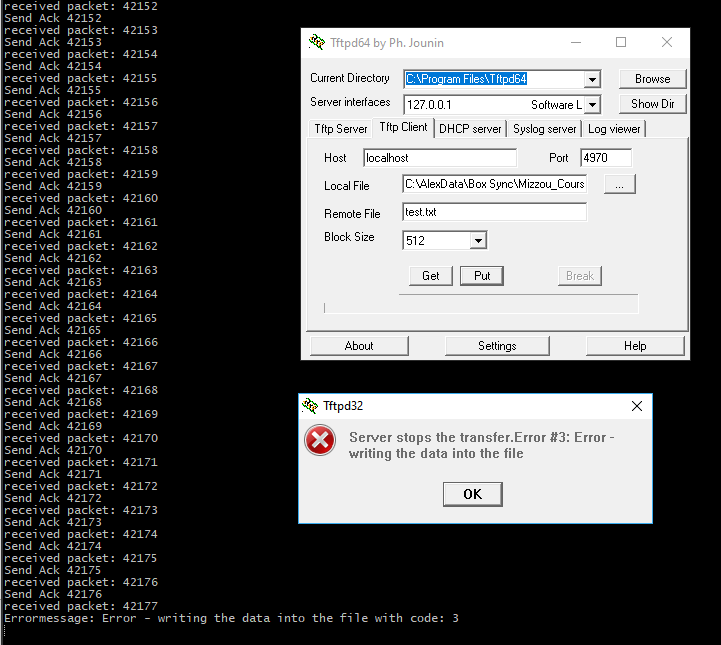 received packet: 42152
Send Ack 42152
received packet: 42153
Send Ack 42153
received packet: 42154
Send Ack 42154
received packet: 42155
Send Ack 42155
received packet: 42156
Send Ack 42156
received packet: 42157
Send Ack 42157
received packet: 42158
Send Ack 42158
received packet: 42159
Send Ack 42159
received packet: 42160
Send Ack 42160
received packet: 42161
Send Ack 42161
received packet: 42162
Send Ack 42162
received packet: 42163
Send Ack 42163
received packet: 42164
Send Ack 42164
received packet: 42165
Send Ack 42165
received packet: 42166
Send Ack 42166
received packet: 42167
Send Ack 42167
received packet: 42168
Send Ack 42168
received packet: 42169
Send Ack 42169
received packet: 42170
Send Ack 42170
received packet: 42171
Send Ack 42171
received packet: 42172
Send Ack 42172
received packet: 42173
Send Ack 42173
received packet: 42174
Send Ack 42174
received packet: 42175
Send Ack 42175
received packet: 42176
Send Ack 42176
received packet: 42177
Errormessage: Error - writing the data into the file with code: 3
Tftpd64 by Ph. Jounin
Current Directory C:\Program Files\Tftpd64 Browse
Server interfaces 127.0.0.1 Software L Show Dir
Tftp Server Tftp Client DHCP server Syslog server Log viewer
Host localhost Port 4970
Local File C:\AlexData\Box Sync\Mizzou_Cours ...
Remote File test.txt
Block Size 512
Get Put Break
About Settings Help
Tftpd32
Server stops the transfer.Error #3: Error -
writing the data into the file
OK